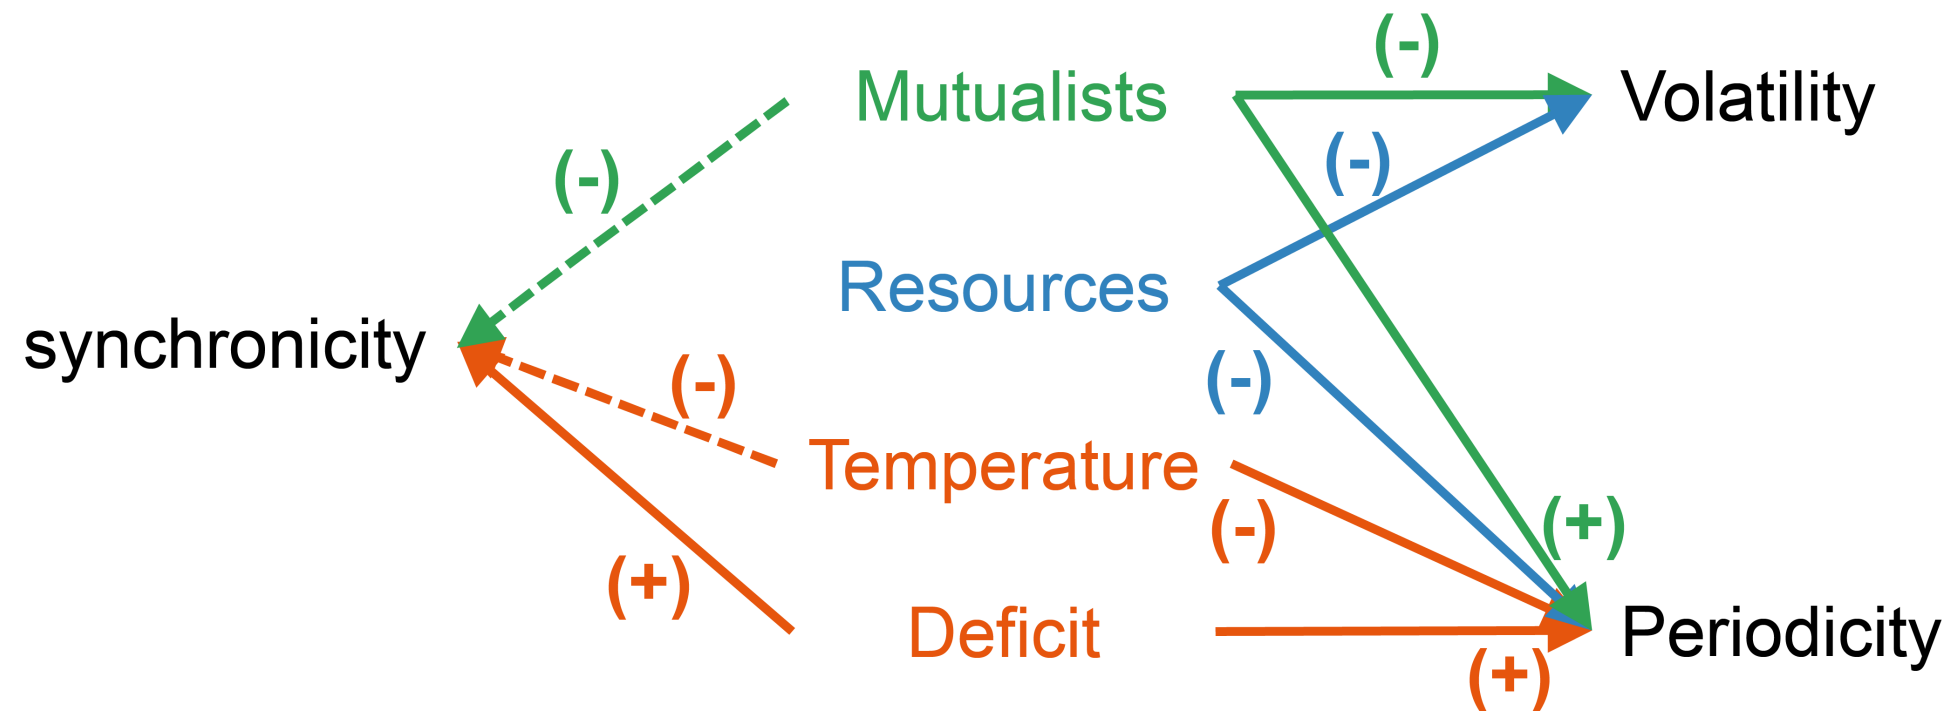 (-)
Mutualists
Volatility
(-)
(-)
Resources
synchronicity
(-)
(-)
Temperature
(-)
(+)
(+)
Deficit
Periodicity
(+)